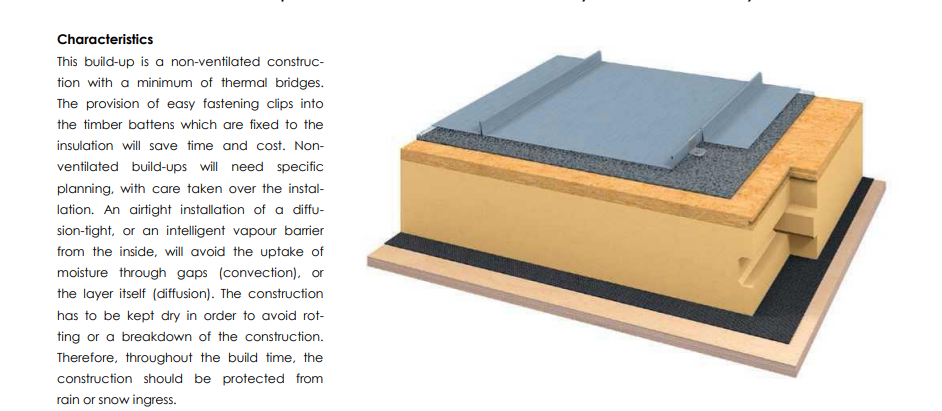 Characteristics
This build-up is a non-ventilated construc-
tion with a minimum of thermal bridges.
The provision of easy fastening clips into
the timber battens which are fixed to the
insulation will save time and cost. Non-
ventilated build-ups will need specific
planning, with care taken over the instal-
lation. An airtight installation of a diffu-
sion-tight, or an intelligent vapour barrier
from the inside, will avoid the uptake of
moisture through gaps (convection), or
the layer itself (diffusion). The construction
has to be kept dry in order to avoid rot-
ting or a breakdown of the construction.
Therefore, throughout the build time, the
construction should be protected from
rain or snow ingress.